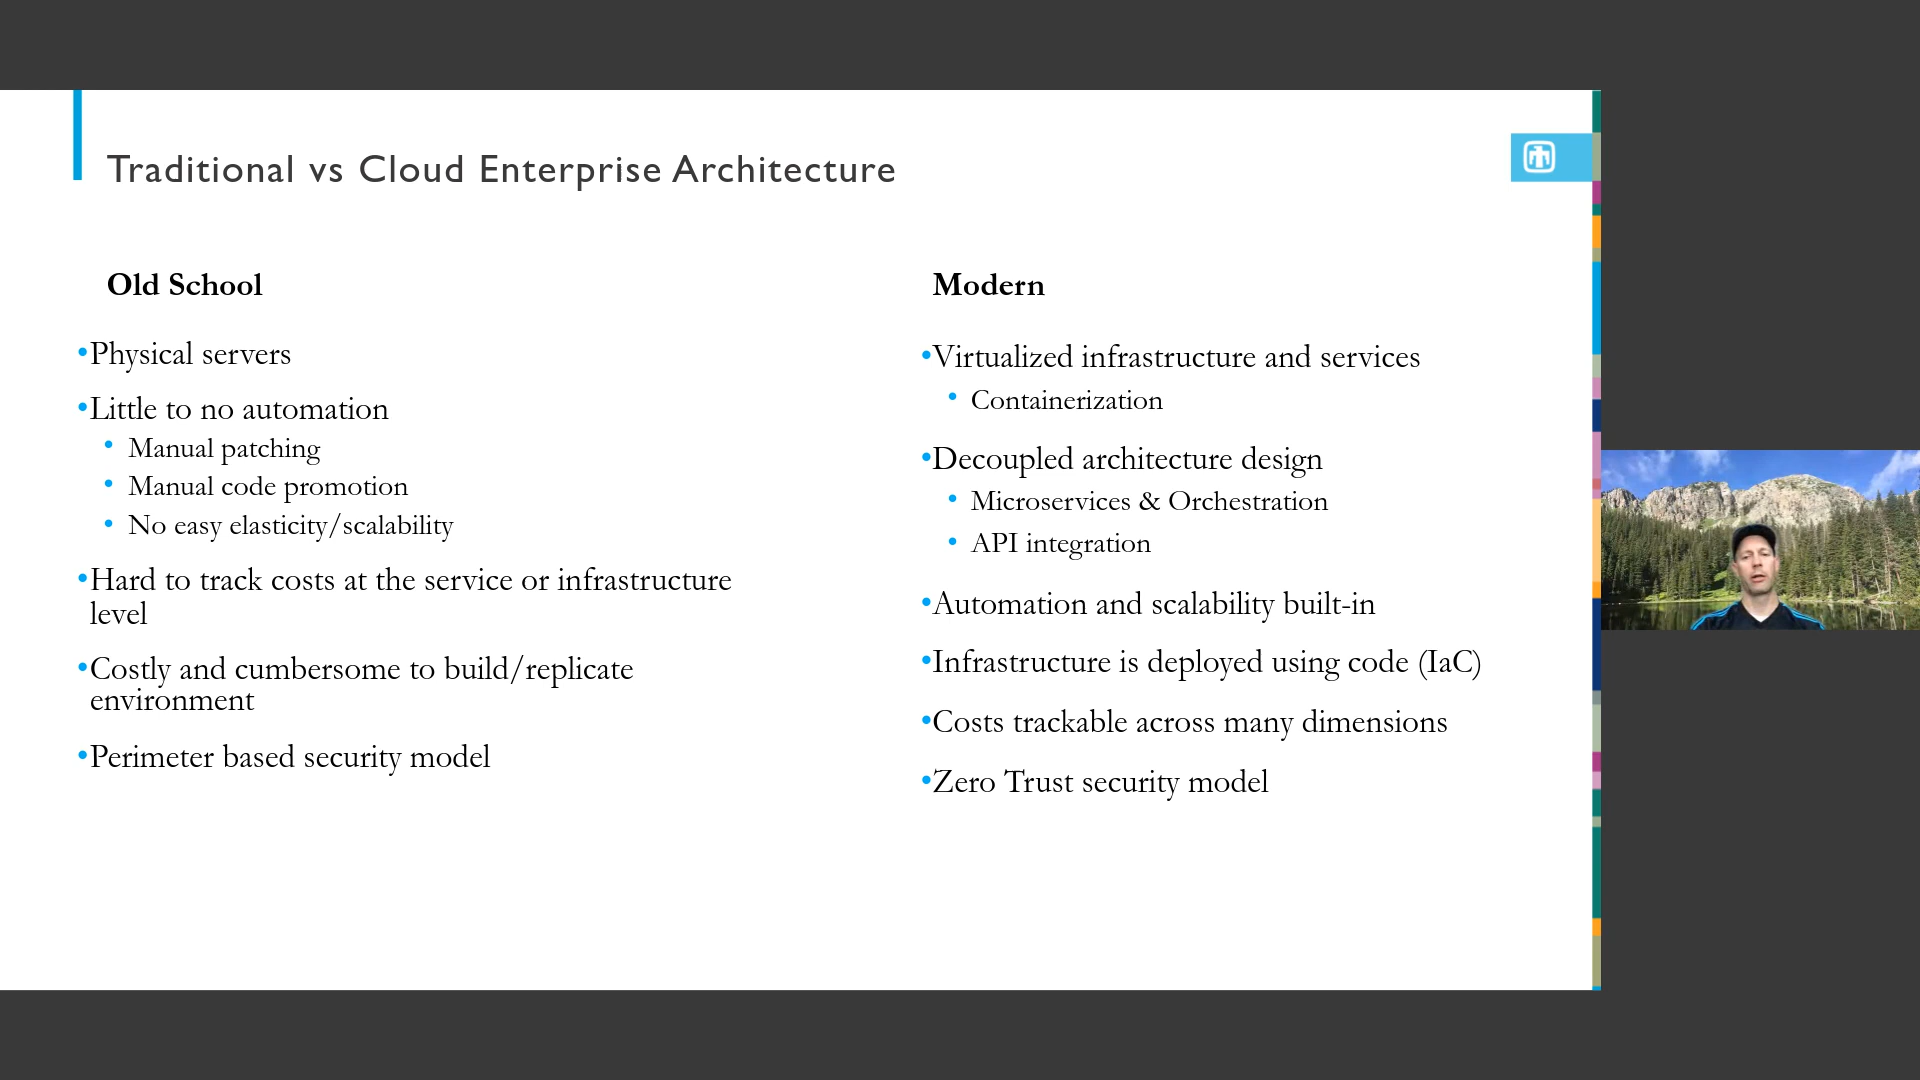 Traditional vs Cloud Enterprise Architecture
Old School
•Physical servers
•Little to no automation
• Manual patching
• Manual code promotion
• No easy elasticity/scalability
•Hard to track costs at the service or infrastructure
level
•Costly and cumbersome to build/replicate
environment
•Perimeter based security model
Modern
•Virtualized infrastructure and services
• Containerization
•Decoupled architecture design
• Microservices & Orchestration
• API integration
•Automation and scalability built-in
•Infrastructure is deployed using code (IaC)
•Costs trackable across many dimensions
•Zero Trust security model